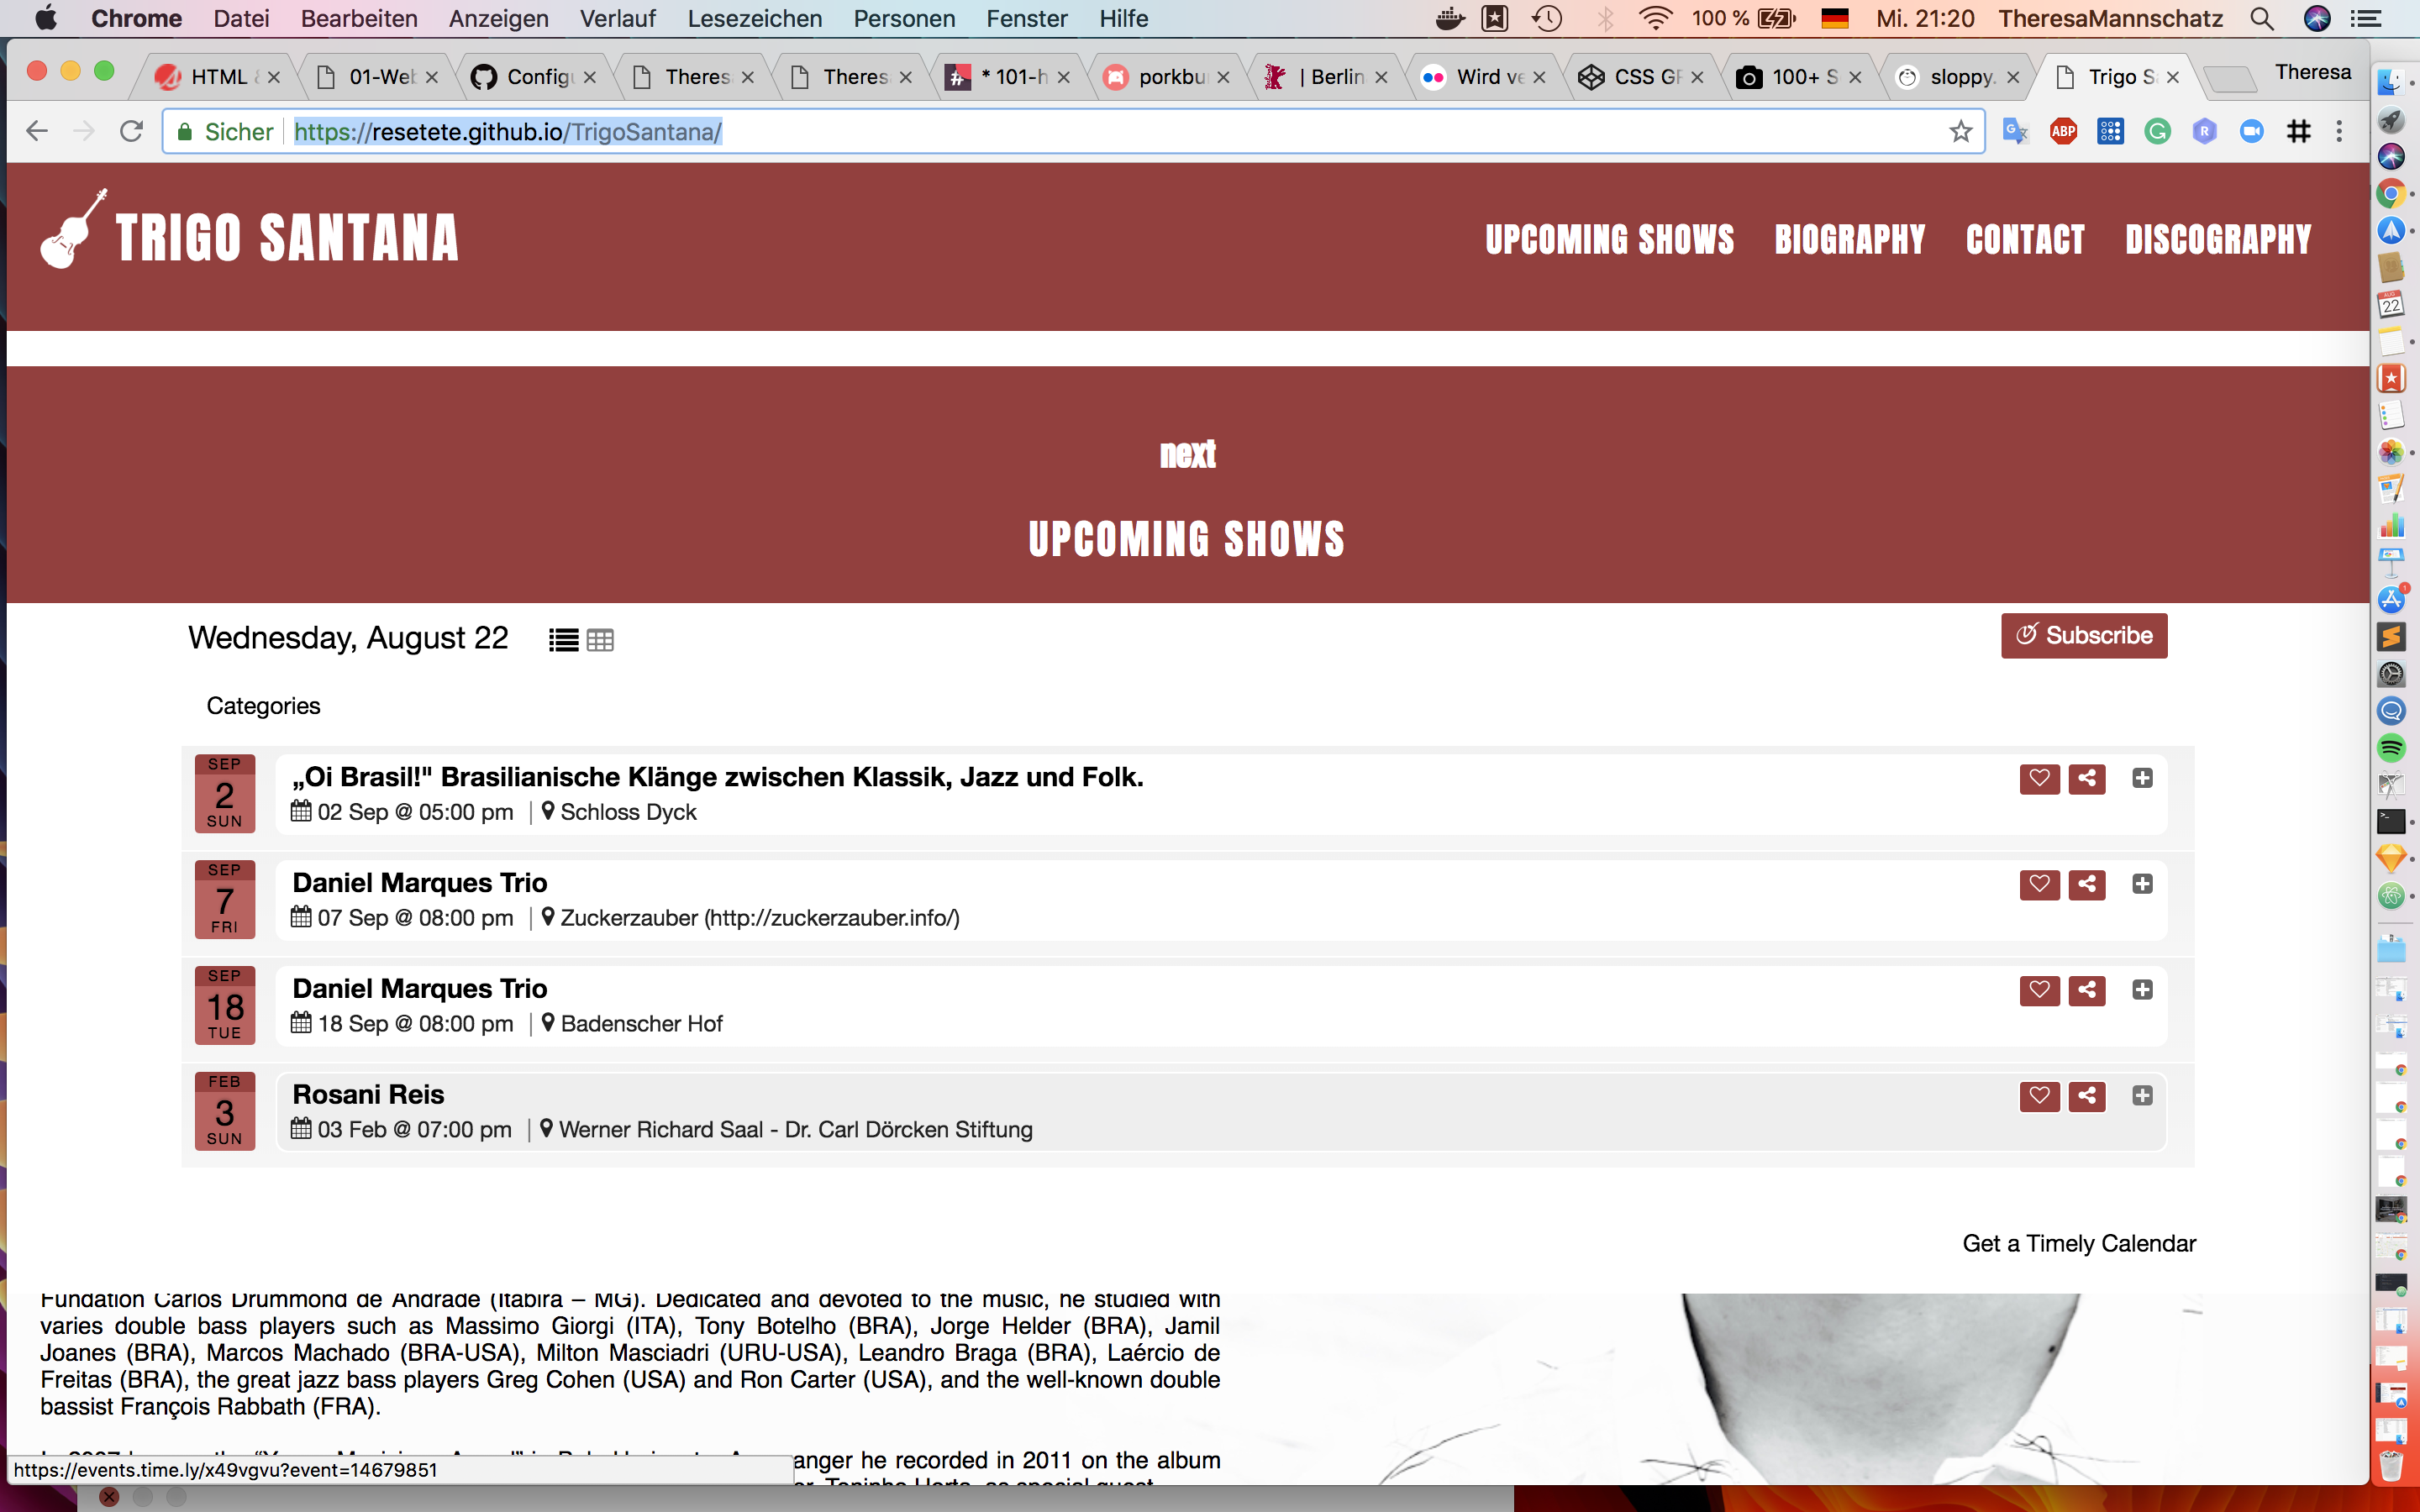 Chrome Datei Bearbeiten Anzeigen Verlauf Lesezeichen Personen Fenster Hilfe 100 % Mi. 21:20 TheresaMannschatz
HTML 01-Web Config Theres Theres * 101-h porkbu | Berlin Wird ve CSS GR 100+ S sloppy. Trigo S Theresa
Sicher https://resetete.github.io/TrigoSantana/ ABP
TRIGO SANTANA UPCOMING SHOWS BIOGRAPHY CONTACT DISCOGRAPHY
next
UPCOMING SHOWS
Wednesday, August 22 Subscribe
Categories
SEP
2
SUN
„Oi Brasil!" Brasilianische Klänge zwischen Klassik, Jazz und Folk.
02 Sep @ 05:00 pm | Schloss Dyck
SEP
7
FRI
Daniel Marques Trio
07 Sep @ 08:00 pm | Zuckerzauber (http://zuckerzauber.info/)
SEP
18
TUE
Daniel Marques Trio
18 Sep @ 08:00 pm | Badenscher Hof
FEB
3
SUN
Rosani Reis
03 Feb @ 07:00 pm | Werner Richard Saal - Dr. Carl Dörcken Stiftung
Get a Timely Calendar
Fundation Carlos Drummond de Andrade (Itabira – MG). Dedicated and devoted to the music, he studied with
varies double bass players such as Massimo Giorgi (ITA), Tony Botelho (BRA), Jorge Helder (BRA), Jamil
Joanes (BRA), Marcos Machado (BRA-USA), Milton Masciadri (URU-USA), Leandro Braga (BRA), Laércio de
Freitas (BRA), the great jazz bass players Greg Cohen (USA) and Ron Carter (USA), and the well-known double
bassist François Rabbath (FRA).
anger he recorded in 2011 on the album
https://events.time.ly/x49vgvu?event=14679851